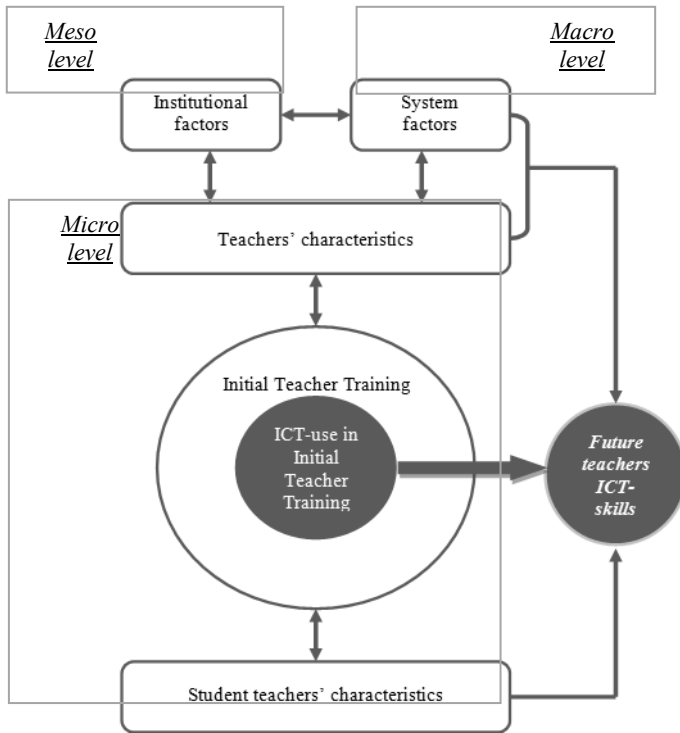 Meso
level
Macro
level
Institutional
factors
System
factors
Micro
level
Teachers’ characteristics
Initial Teacher Training
ICT-use in
Initial
Teacher
Training
Future
teachers
ICT-
skills
Student teachers’ characteristics